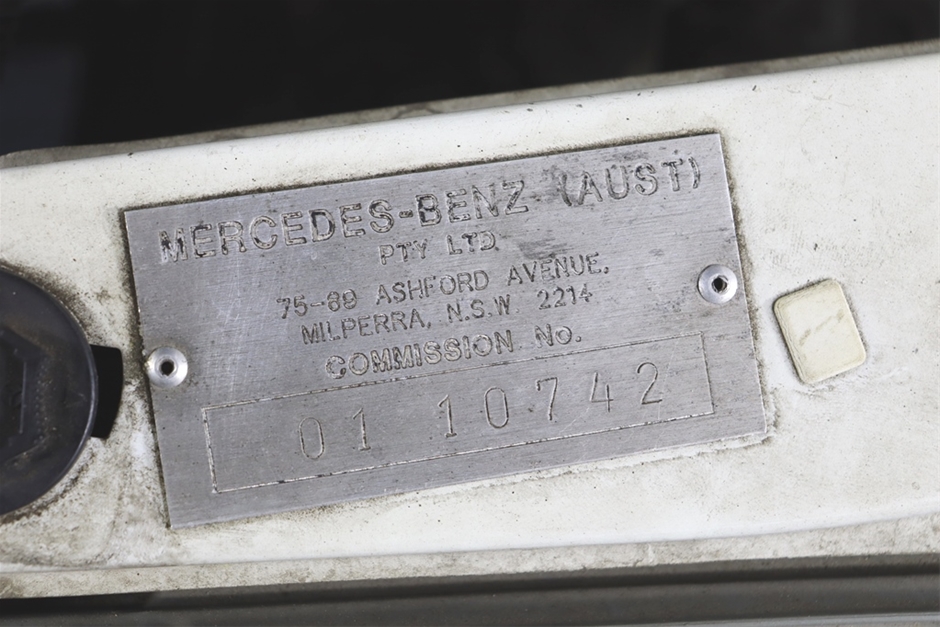 MERCEDES-BENZ (AUST)
PTY LTD
75-89 ASHFORD AVENUE,
MILPERRA, N.S.W. 2214
COMMISSION No.
01 10742